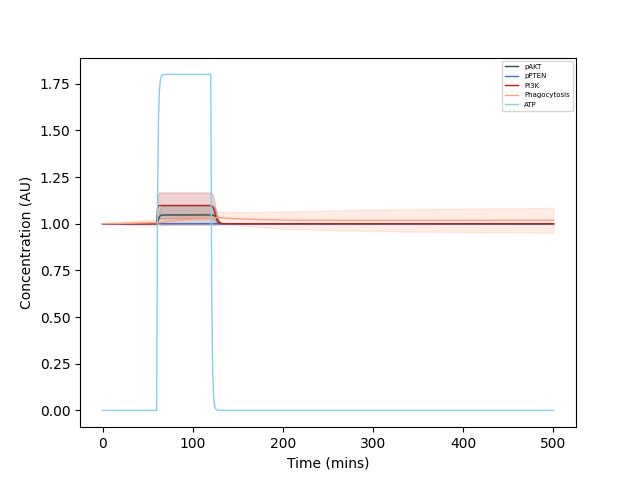 pAKT
pPTEN
PI3K
Phagocytosis
ATP
1.75
1.50
1.25
1.00
0.75
0.50
0.25
0.00
Concentration (AU)
0 100 200 300 400 500
Time (mins)